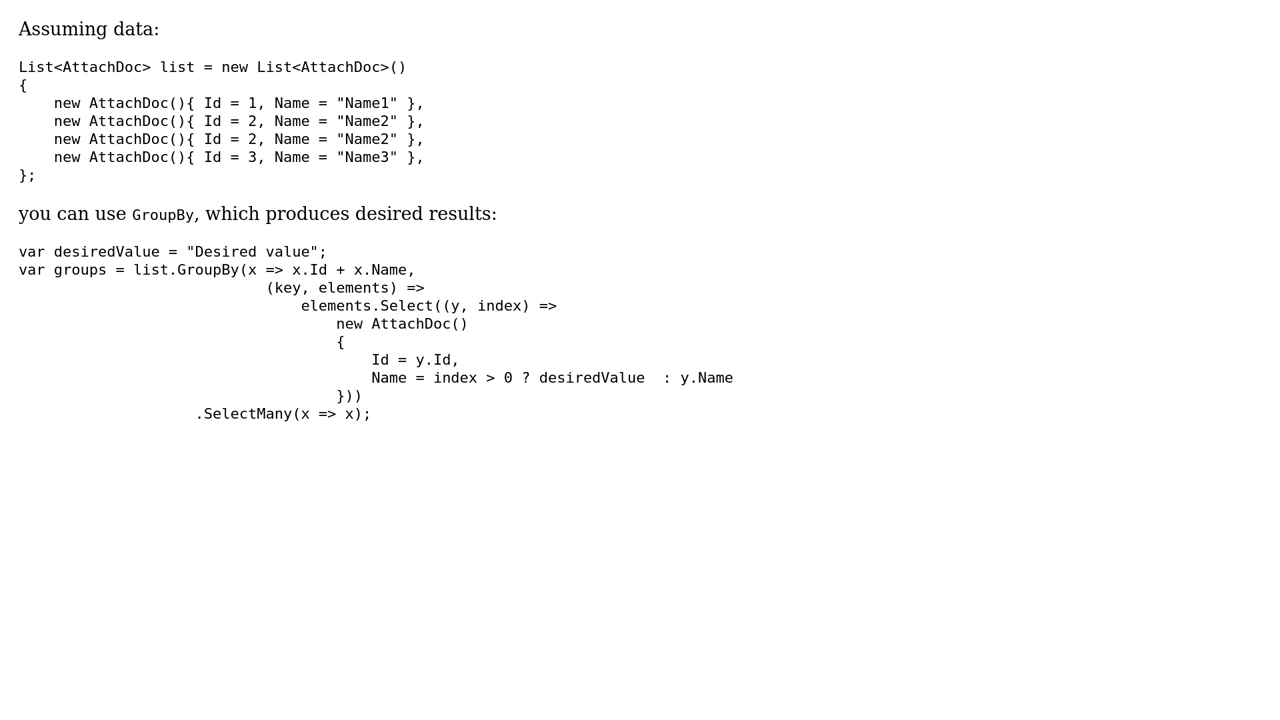 Assuming data:
List<AttachDoc> list = new List<AttachDoc>()
{
    new AttachDoc(){ Id = 1, Name = "Name1" },
    new AttachDoc(){ Id = 2, Name = "Name2" },
    new AttachDoc(){ Id = 2, Name = "Name2" },
    new AttachDoc(){ Id = 3, Name = "Name3" },
};
you can use GroupBy, which produces desired results:
var desiredValue = "Desired value";
var groups = list.GroupBy(x => x.Id + x.Name,
                            (key, elements) =>
                                elements.Select((y, index) =>
                                    new AttachDoc()
                                    {
                                        Id = y.Id,
                                        Name = index > 0 ? desiredValue  : y.Name
                                    }))
                    .SelectMany(x => x);